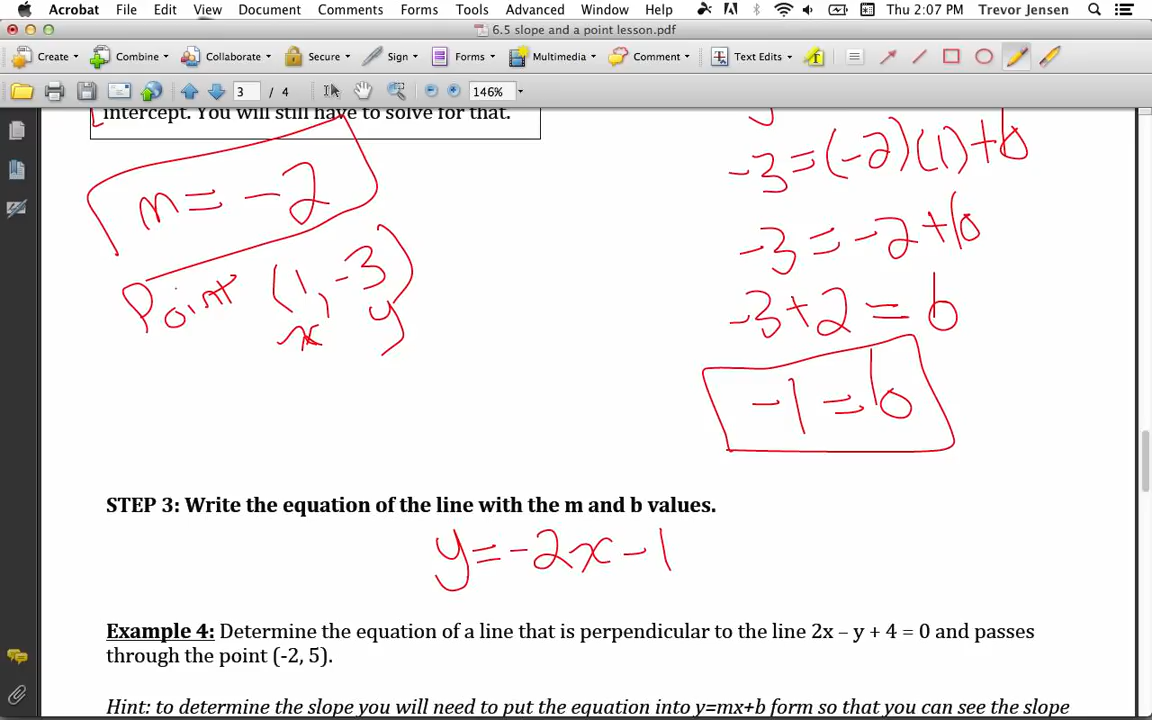 Acrobat File Edit View Document Comments Forms Tools Advanced Window Help Thu 2:07 PM Trevor Jensen
6.5 slope and a point lesson.pdf
Create Combine Collaborate Secure Sign Forms Multimedia Comment Text Edits
3 / 4 146%
intercept. You will still have to solve for that.
m = -2
Point (1, -3)
x y
-3 = (-2)(1) + b
-3 = -2 + b
-3 + 2 = b
-1 = b
STEP 3: Write the equation of the line with the m and b values.
y = -2x - 1
Example 4: Determine the equation of a line that is perpendicular to the line 2x – y + 4 = 0 and passes
through the point (-2, 5).
Hint: to determine the slope you will need to put the equation into y=mx+b form so that you can see the slope